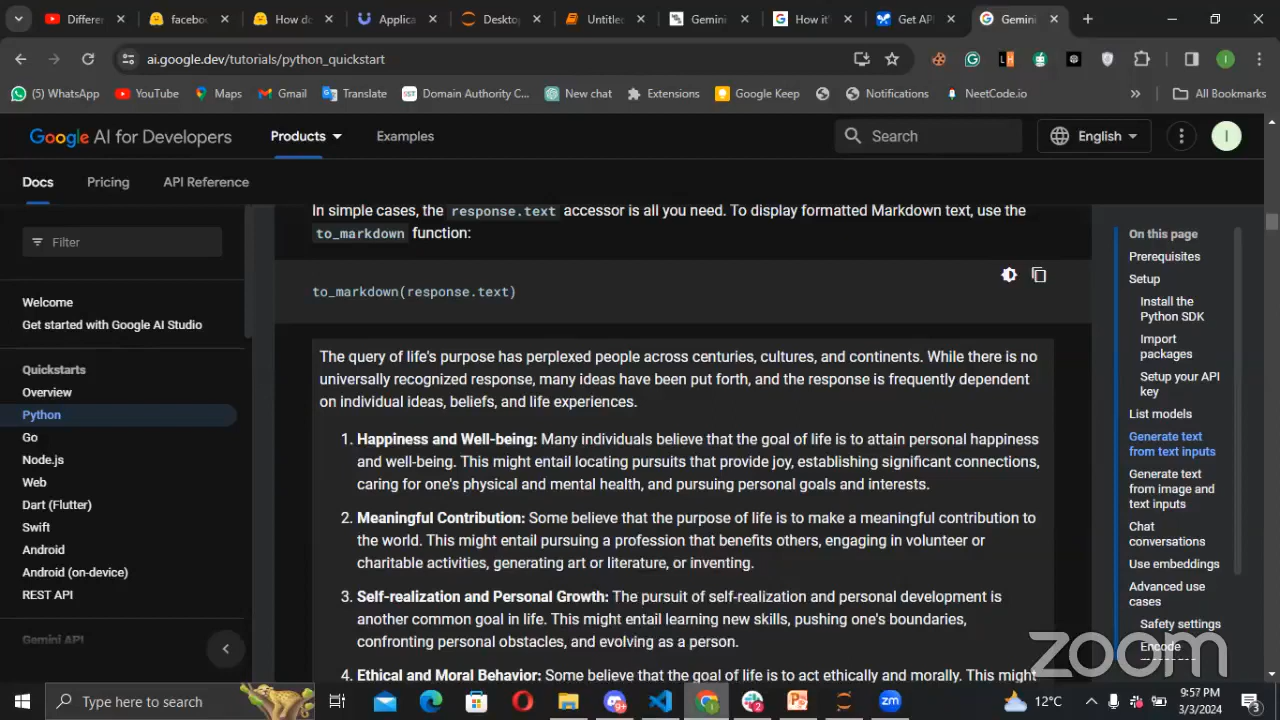 Differer
facebo
How do
Applica
Deskto
Untitle
Gemini
How it'
Get AP
Gemini
ai.google.dev/tutorials/python_quickstart
(5) WhatsApp
YouTube
Maps
Gmail
Translate
Domain Authority C...
New chat
Extensions
Google Keep
Notifications
NeetCode.io
All Bookmarks
Google AI for Developers
Products
Examples
Search
English
I
Docs
Pricing
API Reference
Filter
Welcome
Get started with Google AI Studio
Quickstarts
Overview
Python
Go
Node.js
Web
Dart (Flutter)
Swift
Android
Android (on-device)
REST API
Gemini API
In simple cases, the response.text accessor is all you need. To display formatted Markdown text, use the
to_markdown function:
to_markdown(response.text)
The query of life's purpose has perplexed people across centuries, cultures, and continents. While there is no
universally recognized response, many ideas have been put forth, and the response is frequently dependent
on individual ideas, beliefs, and life experiences.
1. Happiness and Well-being: Many individuals believe that the goal of life is to attain personal happiness
and well-being. This might entail locating pursuits that provide joy, establishing significant connections,
caring for one's physical and mental health, and pursuing personal goals and interests.
2. Meaningful Contribution: Some believe that the purpose of life is to make a meaningful contribution to
the world. This might entail pursuing a profession that benefits others, engaging in volunteer or
charitable activities, generating art or literature, or inventing.
3. Self-realization and Personal Growth: The pursuit of self-realization and personal development is
another common goal in life. This might entail learning new skills, pushing one's boundaries,
confronting personal obstacles, and evolving as a person.
4. Ethical and Moral Behavior: Some believe that the goal of life is to act ethically and morally. This might
On this page
Prerequisites
Setup
Install the
Python SDK
Import
packages
Setup your API
key
List models
Generate text
from text inputs
Generate text
from image and
text inputs
Chat
conversations
Use embeddings
Advanced use
cases
Safety settings
Encode
zoom
Type here to search
12°C
9:57 PM
3/3/2024